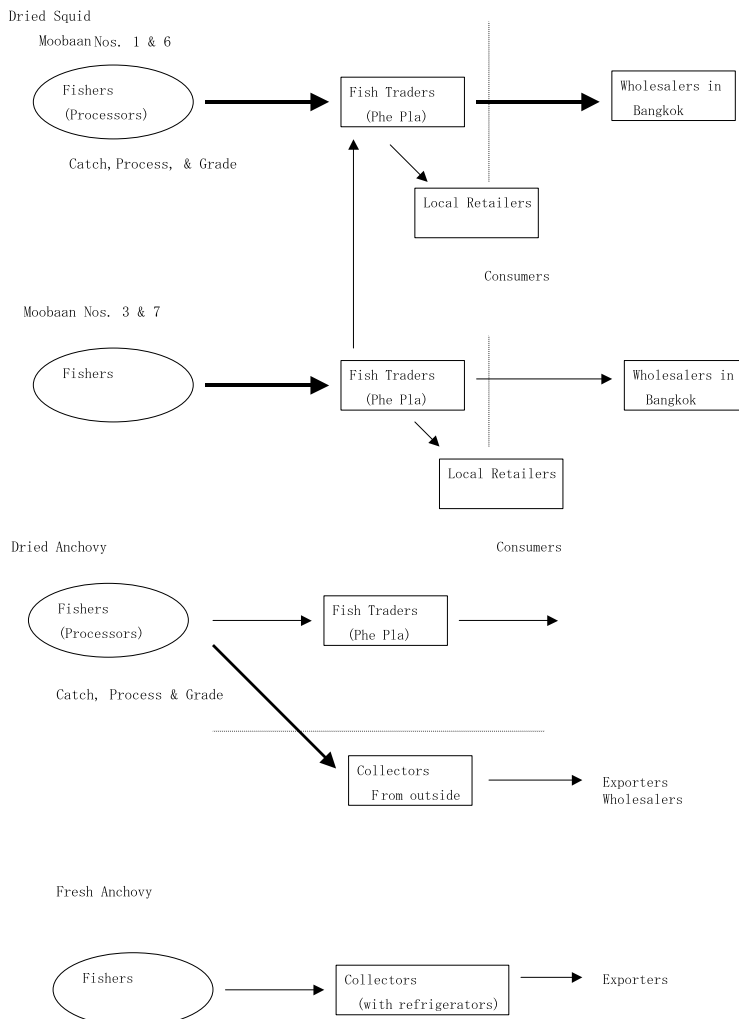 Dried Squid
Moobaan Nos. 1 & 6
Fishers
(Processors)
Fish Traders
(Phe Pla)
Wholesalers in
Bangkok
Catch, Process, & Grade
Local Retailers
Consumers
Moobaan Nos. 3 & 7
Fishers
Fish Traders
(Phe Pla)
Wholesalers in
Bangkok
Local Retailers
Dried Anchovy
Consumers
Fishers
(Processors)
Fish Traders
(Phe Pla)
Catch, Process & Grade
Collectors
From outside
Exporters
Wholesalers
Fresh Anchovy
Fishers
Collectors
(with refrigerators)
Exporters